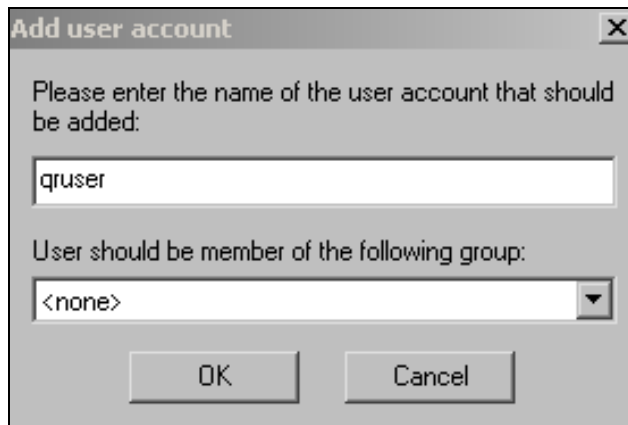 Add user account
Please enter the name of the user account that should
be added:
qruser
User should be member of the following group:
<none>
OK
Cancel